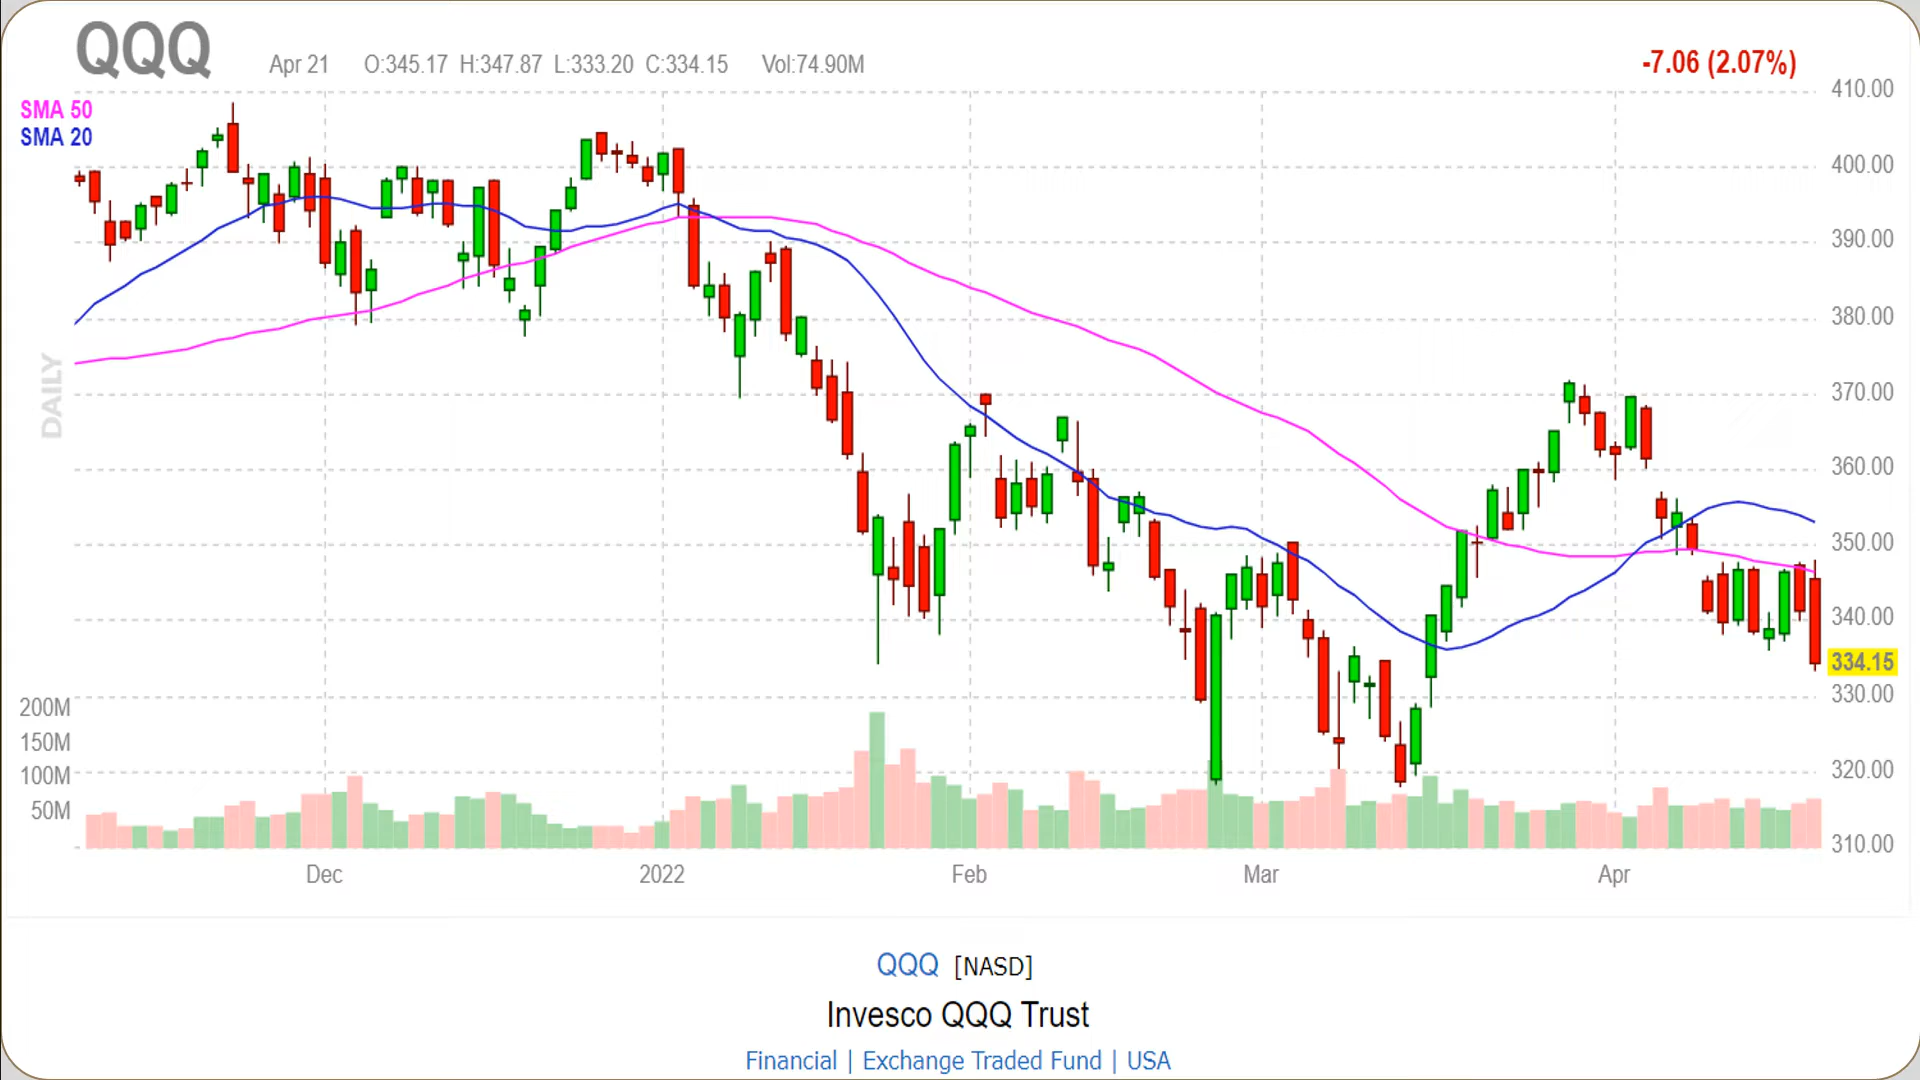 QQQ Apr 21 O:345.17 H:347.87 L:333.20 C:334.15 Vol:74.90M -7.06 (2.07%)
SMA 50
SMA 20
DAILY
410.00
400.00
390.00
380.00
370.00
360.00
350.00
340.00
334.15
330.00
320.00
310.00
200M
150M
100M
50M
Dec 2022 Feb Mar Apr
QQQ [NASD]
Invesco QQQ Trust
Financial | Exchange Traded Fund | USA